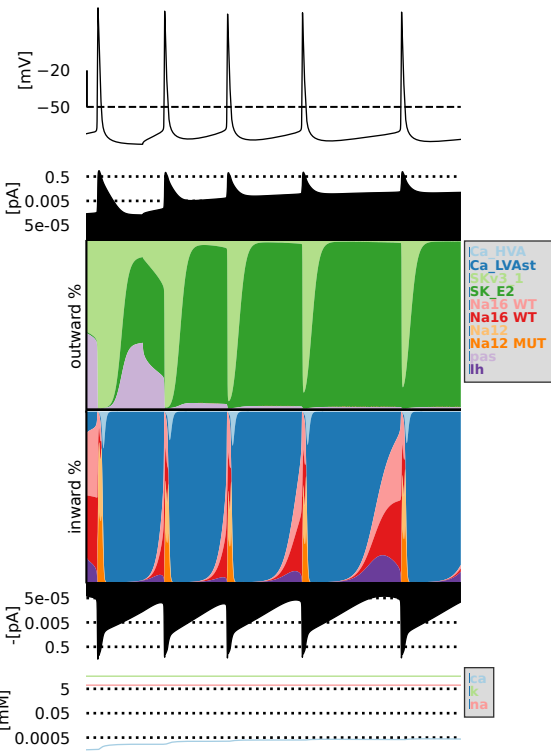 [mV]
−20
−50
[pA]
0.5
0.005
5e-05
outward %
Ca_HVA
Ca_LVAst
SKv3_1
SK_E2
Na16 WT
Na16 WT
Na12
Na12 MUT
pas
Ih
inward %
-[pA]
5e-05
0.005
0.5
[mM]
5
0.05
0.0005
ca
k
na